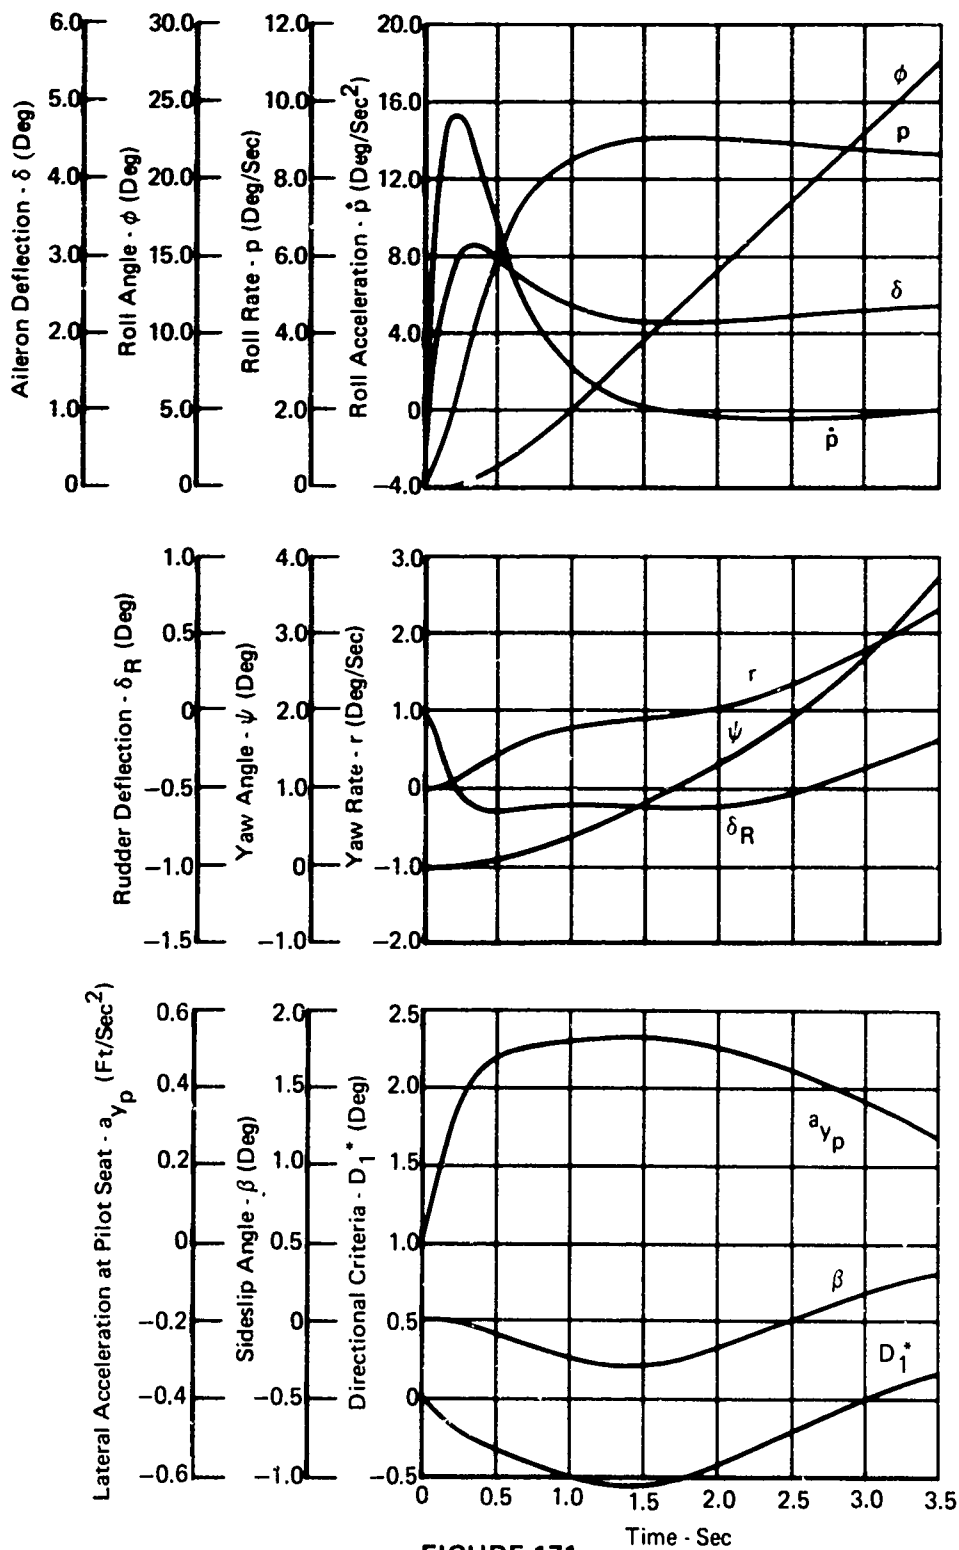 Aileron Deflection - δ (Deg)
6.0
5.0
4.0
3.0
2.0
1.0
0
Roll Angle - ϕ (Deg)
30.0
25.0
20.0
15.0
10.0
5.0
0
Roll Rate - p (Deg/Sec)
12.0
10.0
8.0
6.0
4.0
2.0
0
Roll Acceleration - ṗ (Deg/Sec²)
20.0
16.0
12.0
8.0
4.0
0
−4.0
ϕ
p
δ
ṗ
Rudder Deflection - δR (Deg)
1.0
0.5
0
−0.5
−1.0
−1.5
Yaw Angle - ψ (Deg)
4.0
3.0
2.0
1.0
0
−1.0
Yaw Rate - r (Deg/Sec)
3.0
2.0
1.0
0
−1.0
−2.0
r
ψ
δR
Lateral Acceleration at Pilot Seat - ayp (Ft/Sec²)
0.6
0.4
0.2
0
−0.2
−0.4
−0.6
Sideslip Angle - β (Deg)
2.0
1.5
1.0
0.5
0
−0.5
−1.0
Directional Criteria - D1* (Deg)
2.5
2.0
1.5
1.0
0.5
0
−0.5
ayp
β
D1*
0 0.5 1.0 1.5 2.0 2.5 3.0 3.5
Time - Sec
FIGURE 171